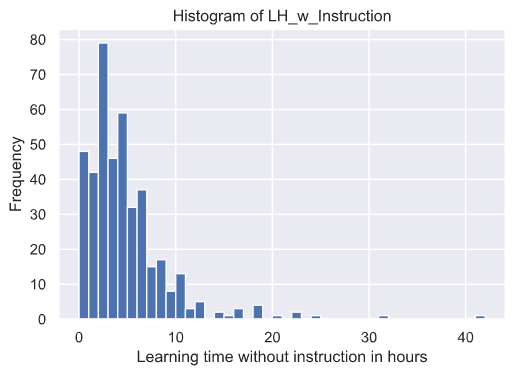 Histogram of LH_w_Instruction
80
70
60
50
40
30
20
10
0
Frequency
0 10 20 30 40
Learning time without instruction in hours